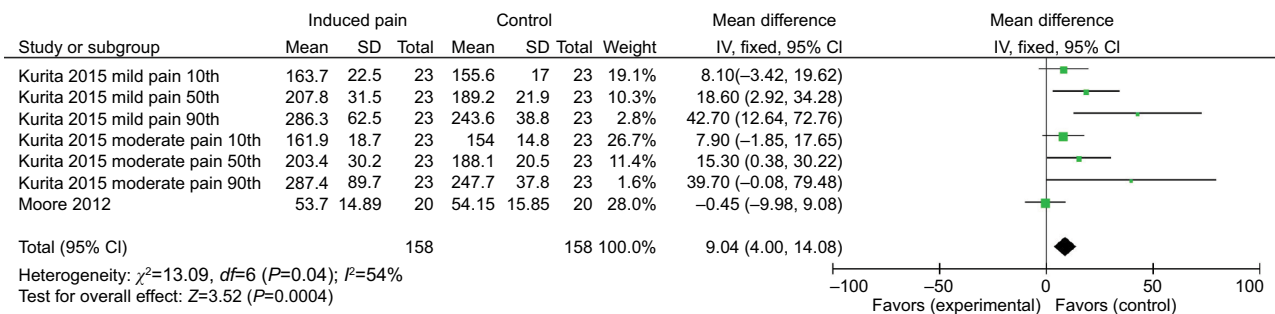 Induced pain Control Mean difference Mean difference
Study or subgroup Mean SD Total Mean SD Total Weight IV, fixed, 95% CI IV, fixed, 95% CI
Kurita 2015 mild pain 10th 163.7 22.5 23 155.6 17 23 19.1% 8.10(–3.42, 19.62)
Kurita 2015 mild pain 50th 207.8 31.5 23 189.2 21.9 23 10.3% 18.60 (2.92, 34.28)
Kurita 2015 mild pain 90th 286.3 62.5 23 243.6 38.8 23 2.8% 42.70 (12.64, 72.76)
Kurita 2015 moderate pain 10th 161.9 18.7 23 154 14.8 23 26.7% 7.90 (–1.85, 17.65)
Kurita 2015 moderate pain 50th 203.4 30.2 23 188.1 20.5 23 11.4% 15.30 (0.38, 30.22)
Kurita 2015 moderate pain 90th 287.4 89.7 23 247.7 37.8 23 1.6% 39.70 (–0.08, 79.48)
Moore 2012 53.7 14.89 20 54.15 15.85 20 28.0% –0.45 (–9.98, 9.08)
Total (95% CI) 158 158 100.0% 9.04 (4.00, 14.08)
Heterogeneity: χ²=13.09, df=6 (P=0.04); I²=54%
Test for overall effect: Z=3.52 (P=0.0004)
–100 –50 0 50 100
Favors (experimental) Favors (control)